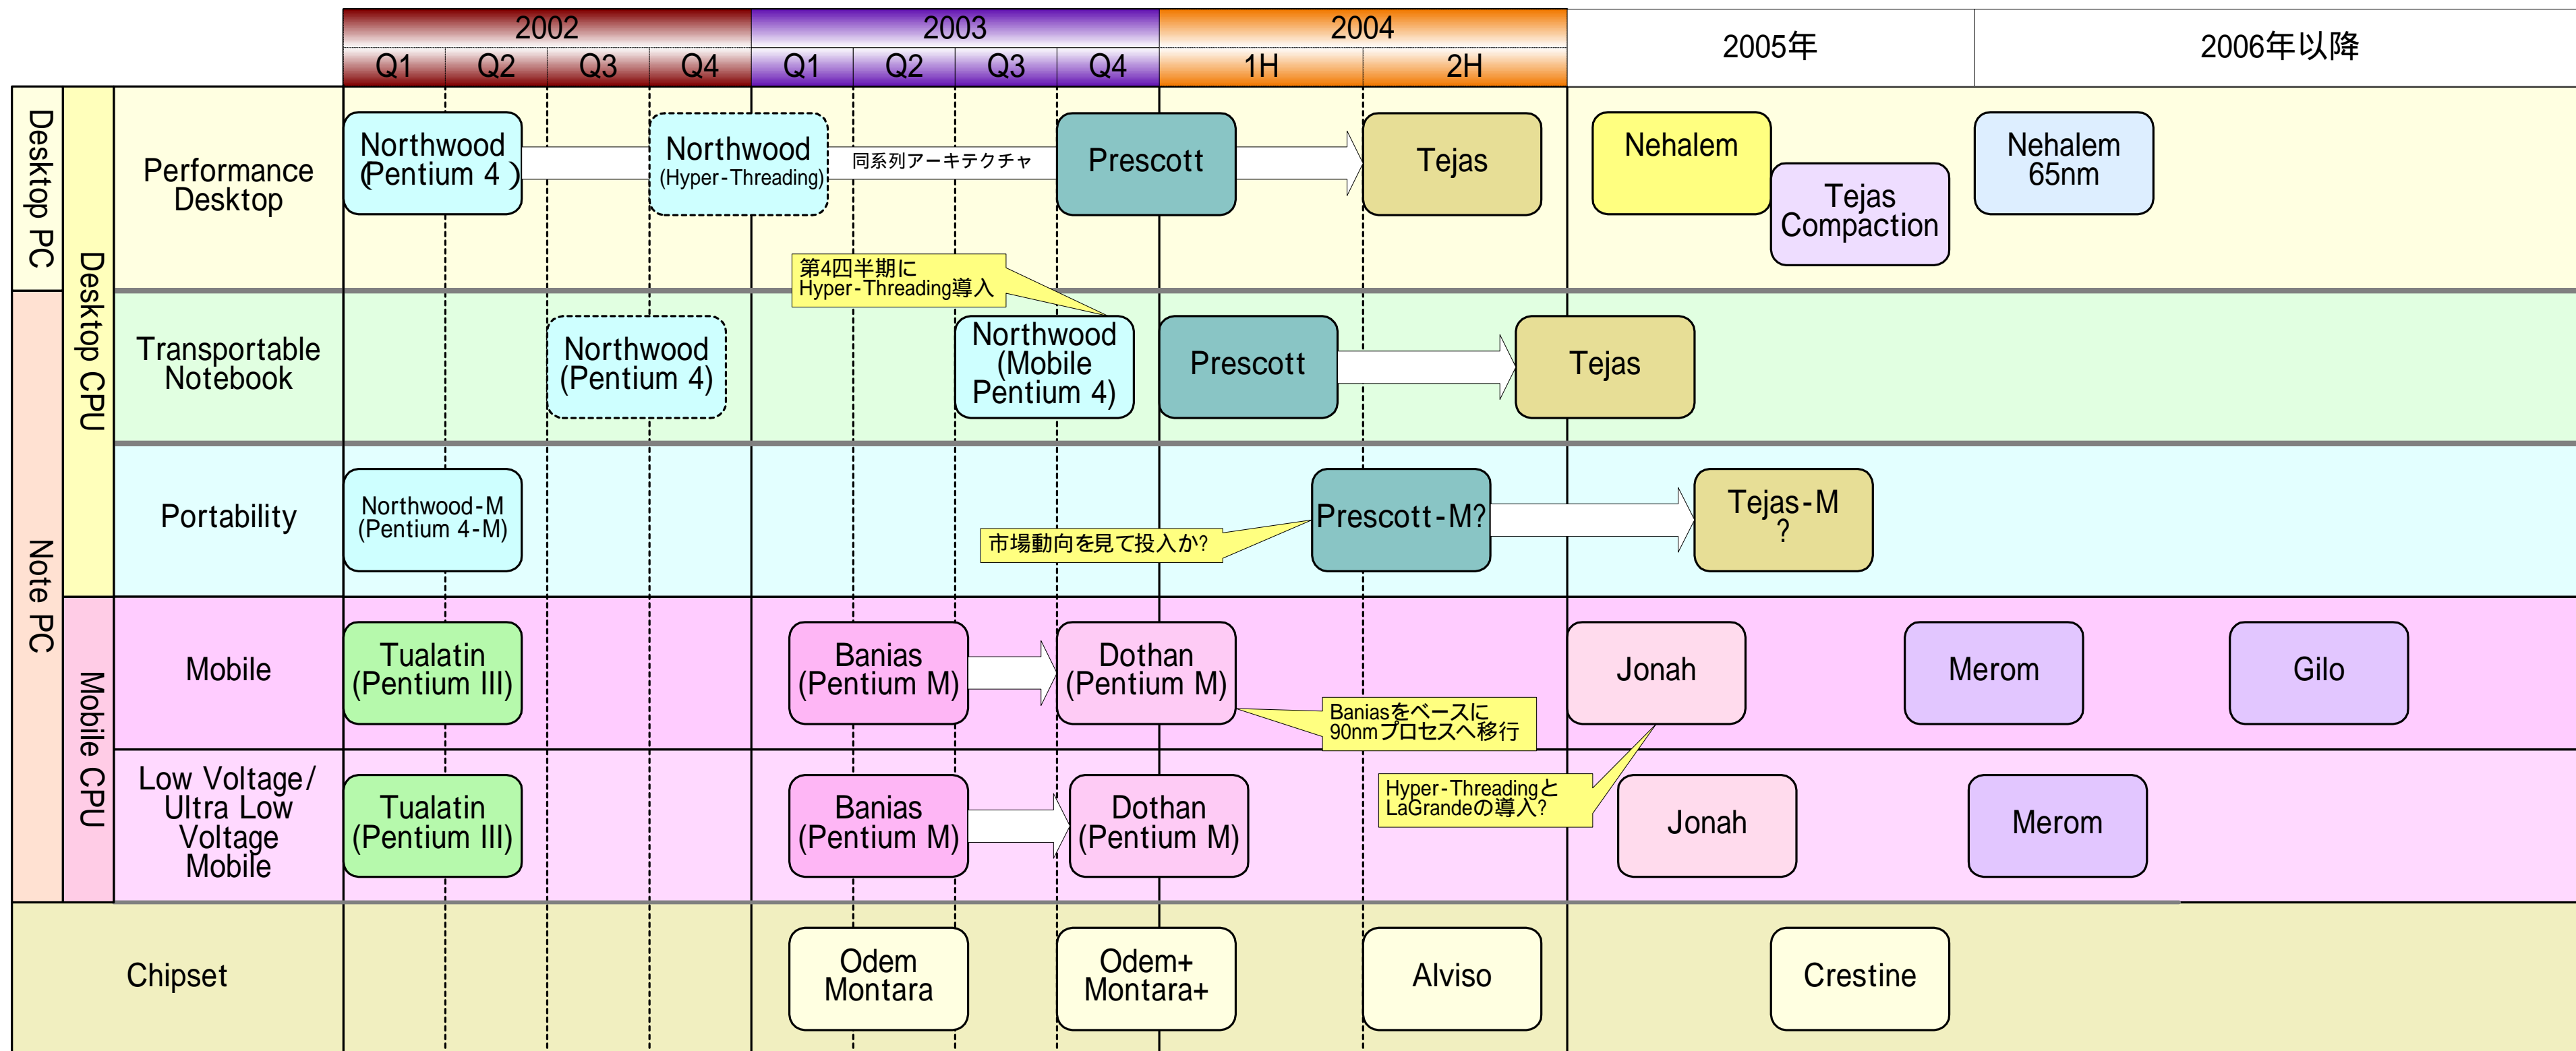 2002
2003
2004
2005年
2006年以降
Q1
Q2
Q3
Q4
Q1
Q2
Q3
Q4
1H
2H
Desktop PC
Note PC
Desktop CPU
Mobile CPU
Performance
Desktop
Northwood
(Pentium 4)
Northwood
(Hyper-Threading)
同系列アーキテクチャ
Prescott
Tejas
Nehalem
Tejas
Compaction
Nehalem
65nm
第4四半期に
Hyper-Threading導入
Transportable
Notebook
Northwood
(Pentium 4)
Northwood
(Mobile
Pentium 4)
Prescott
Tejas
Portability
Northwood-M
(Pentium 4-M)
市場動向を見て投入か?
Prescott-M?
Tejas-M
?
Mobile
Tualatin
(Pentium III)
Banias
(Pentium M)
Dothan
(Pentium M)
Baniasをベースに
90nmプロセスへ移行
Jonah
Merom
Gilo
Low Voltage/
Ultra Low
Voltage
Mobile
Tualatin
(Pentium III)
Banias
(Pentium M)
Dothan
(Pentium M)
Hyper-Threadingと
LaGrandeの導入?
Jonah
Merom
Chipset
Odem
Montara
Odem+
Montara+
Alviso
Crestine